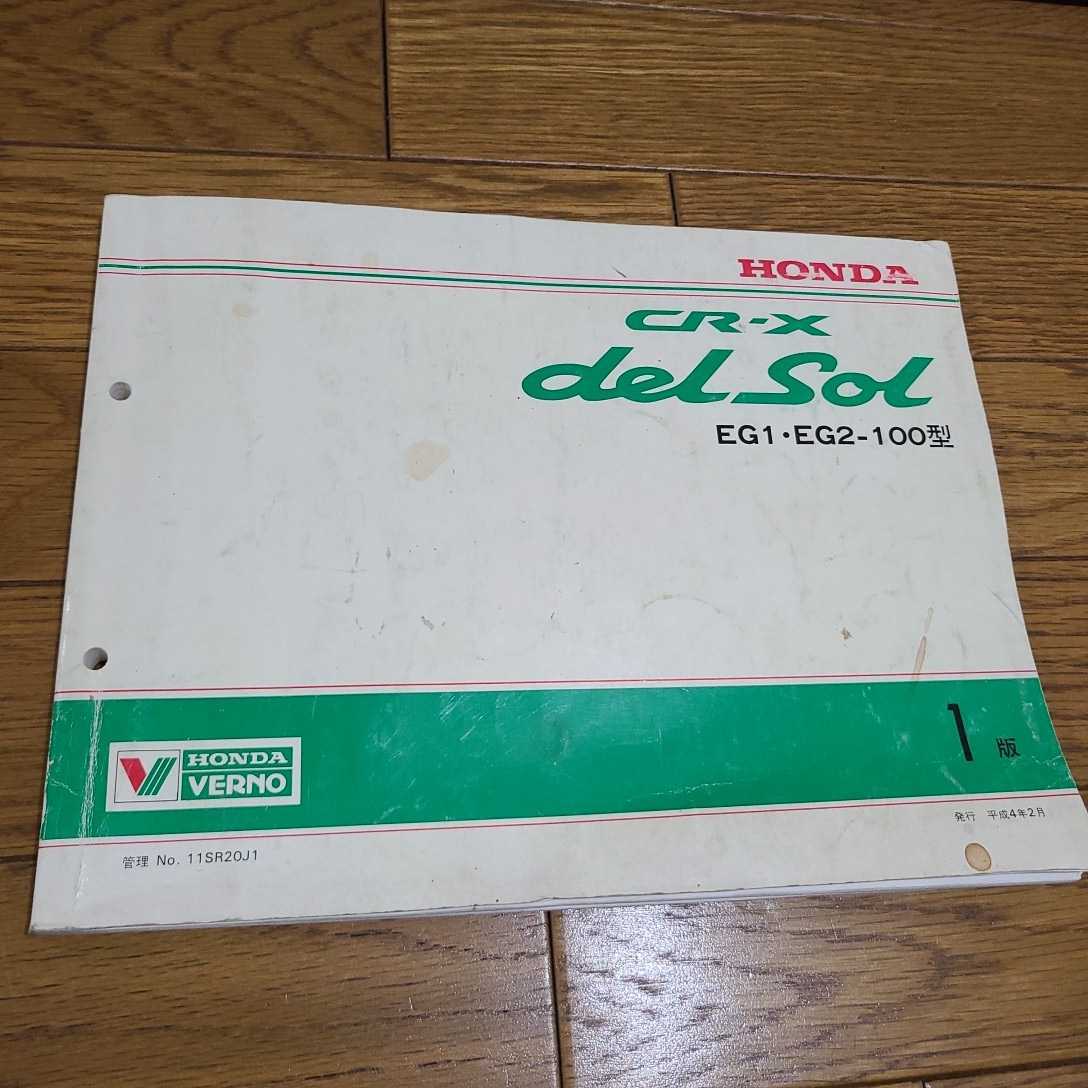 HONDA
CR-X
del Sol
EG1・EG2-100型
1版
HONDA
VERNO
発行 平成4年2月
管理 No. 11SR20J1